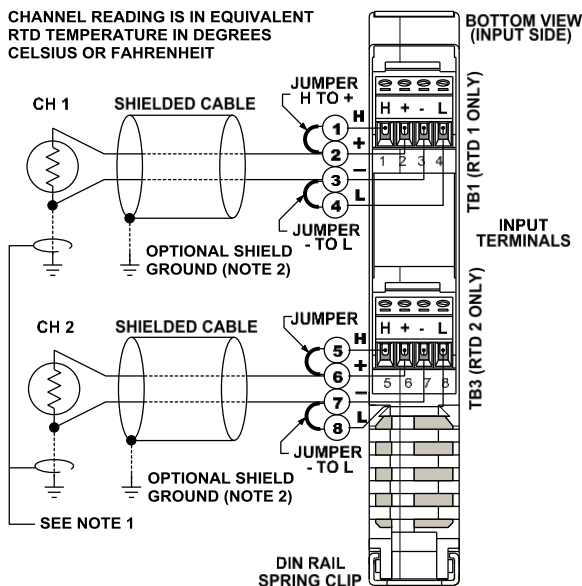 CHANNEL READING IS IN EQUIVALENT
RTD TEMPERATURE IN DEGREES
CELSIUS OR FAHRENHEIT
BOTTOM VIEW
(INPUT SIDE)
CH 1
SHIELDED CABLE
JUMPER
H TO +
H
1
+
2
–
3
L
4
JUMPER
- TO L
OPTIONAL SHIELD
GROUND (NOTE 2)
H + - L
1 2 3 4
TB1 (RTD 1 ONLY)
INPUT
TERMINALS
CH 2
SHIELDED CABLE
JUMPER
H
5
+
6
–
7
L
8
JUMPER
- TO L
OPTIONAL SHIELD
GROUND (NOTE 2)
H + - L
5 6 7 8
TB3 (RTD 2 ONLY)
SEE NOTE 1
DIN RAIL
SPRING CLIP